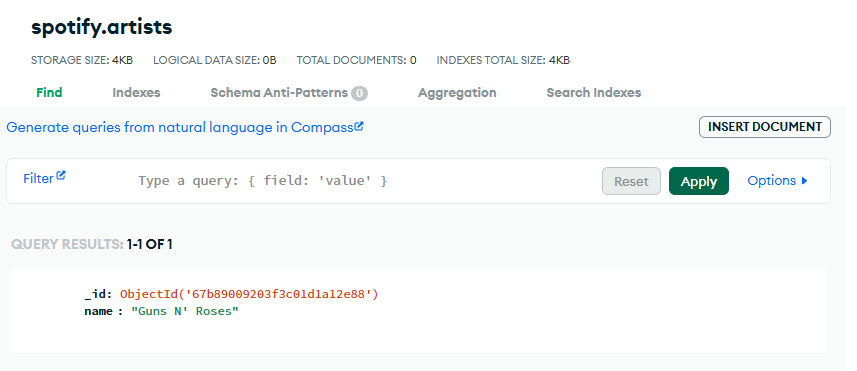 spotify.artists
STORAGE SIZE: 4KB LOGICAL DATA SIZE: 0B TOTAL DOCUMENTS: 0 INDEXES TOTAL SIZE: 4KB
Find Indexes Schema Anti-Patterns 0 Aggregation Search Indexes
Generate queries from natural language in Compass
INSERT DOCUMENT
Filter Type a query: { field: 'value' } Reset Apply Options
QUERY RESULTS: 1-1 OF 1
_id: ObjectId('67b89009203f3c01d1a12e88')
name : "Guns N' Roses"